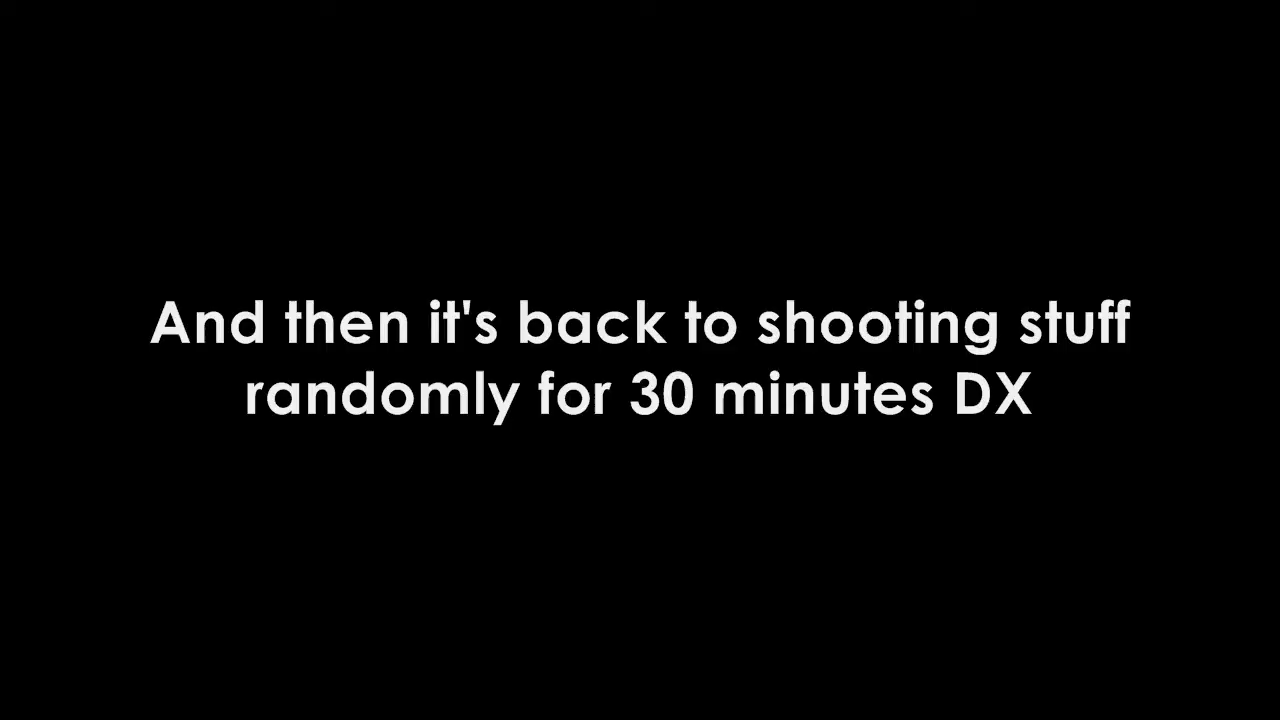 And then it's back to shooting stuff
randomly for 30 minutes DX